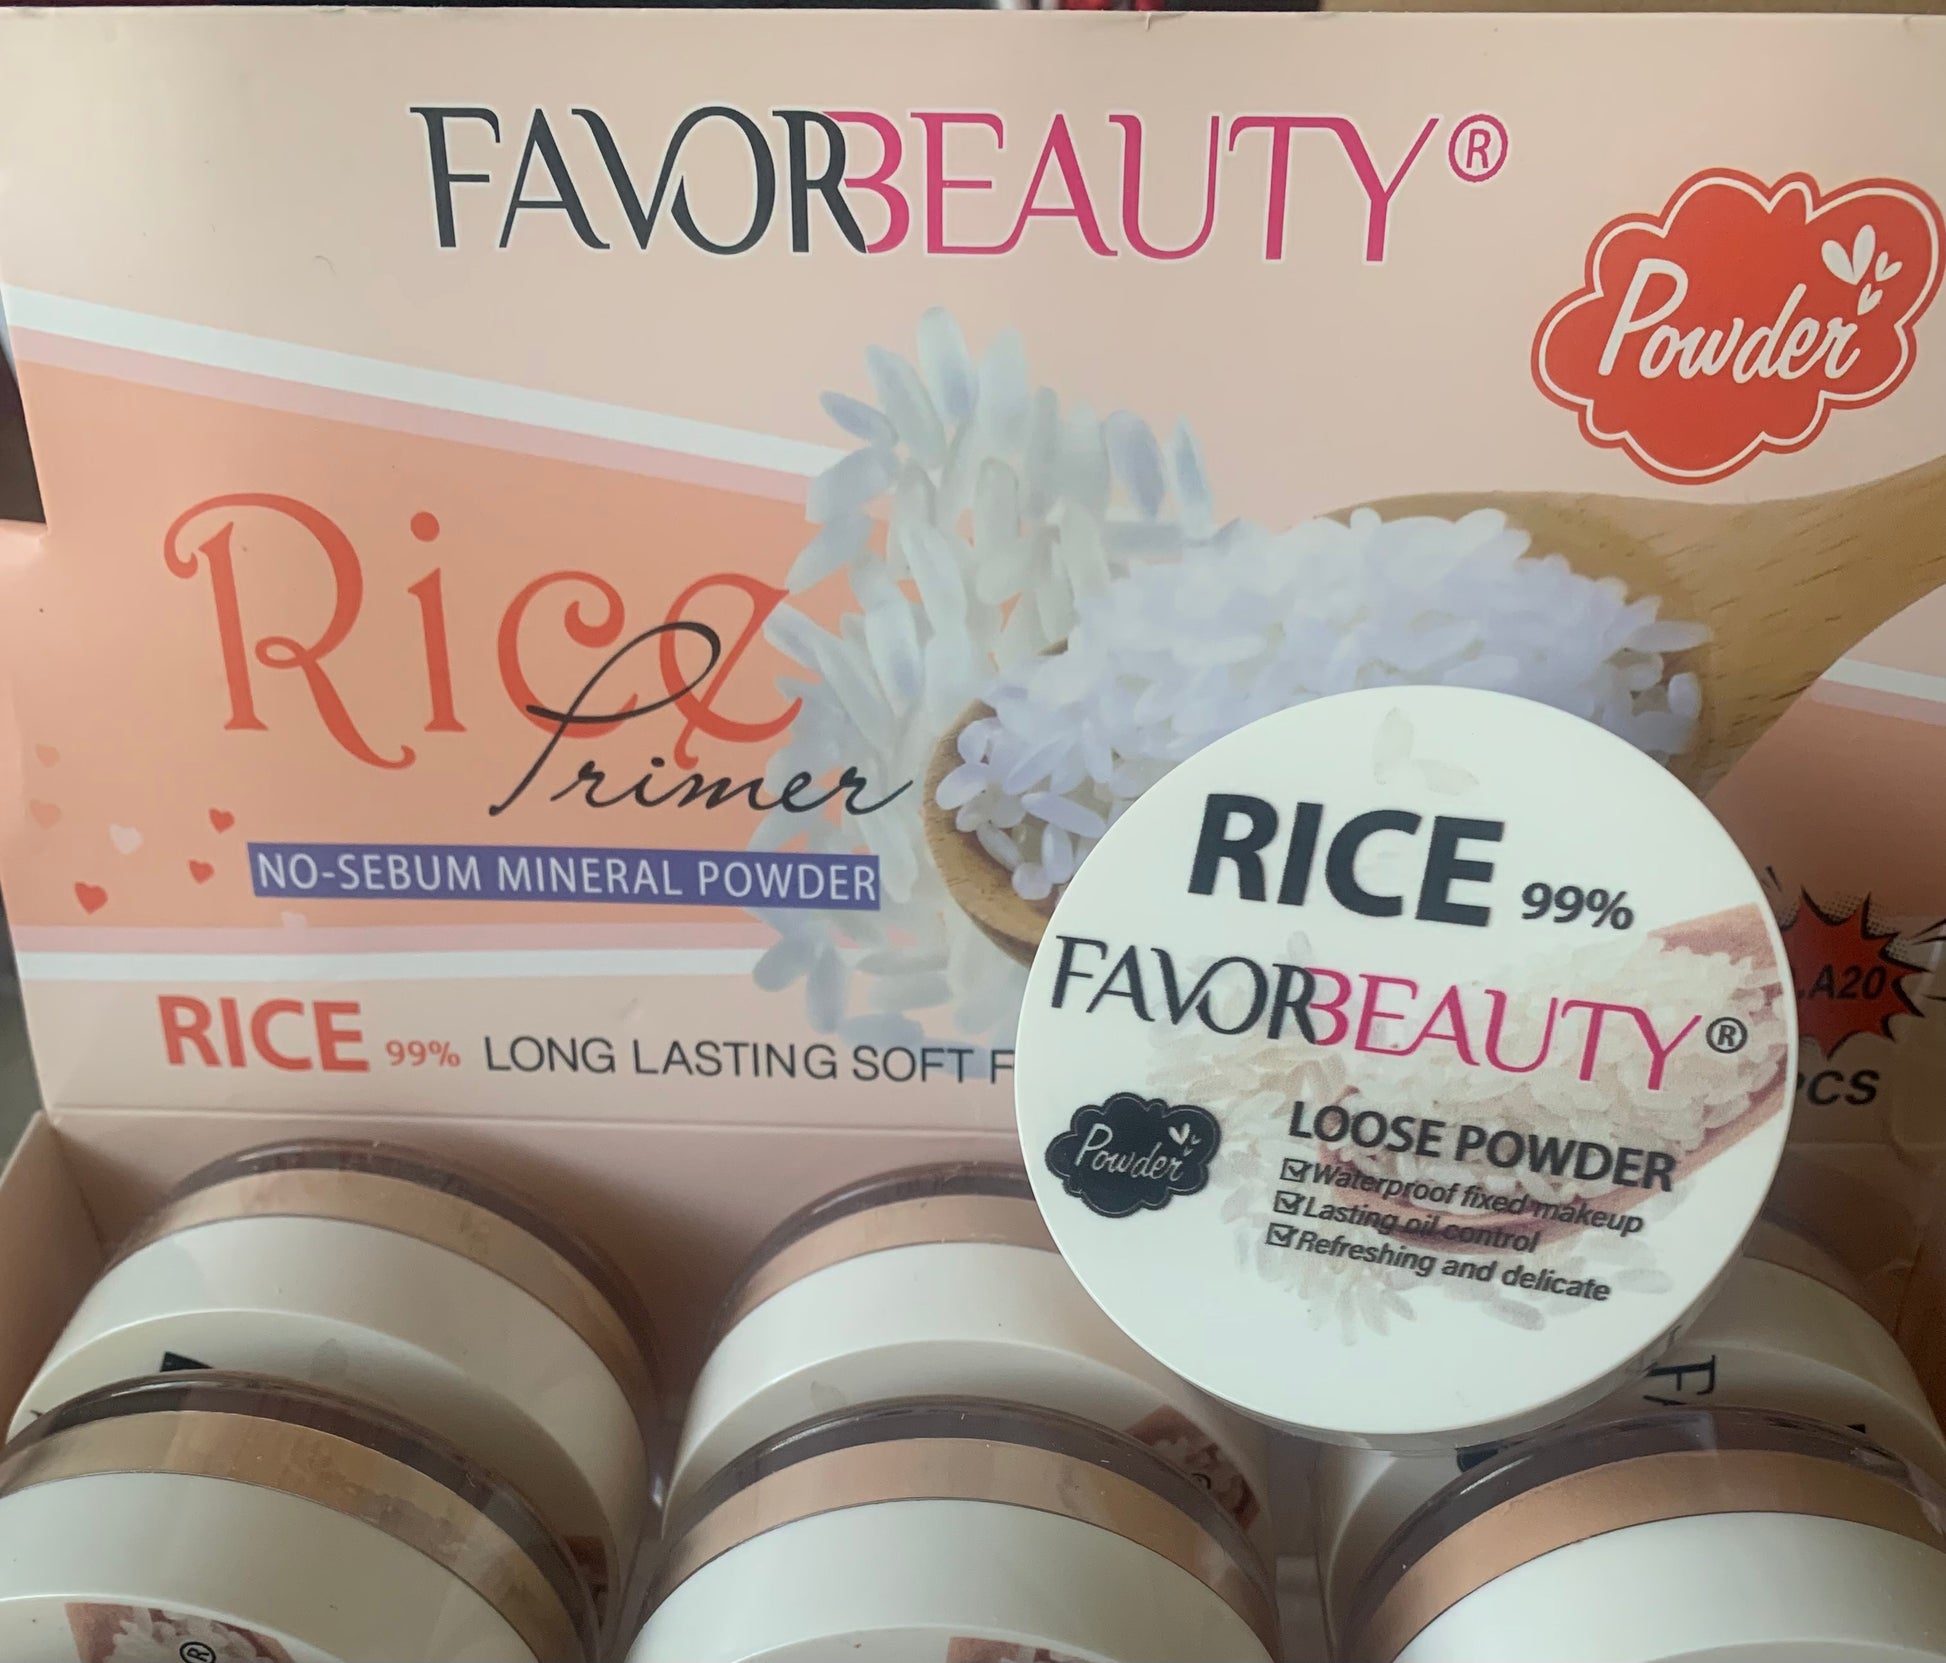 FAVORBEAUTY®
Powder
Rice
Primer
NO-SEBUM MINERAL POWDER
RICE 99% LONG LASTING SOFT
RICE 99%
FAVORBEAUTY®
LOOSE POWDER
Powder
☑Waterproof fixed makeup
☑Lasting oil control
☑Refreshing and delicate
A20
PCS
FA
®